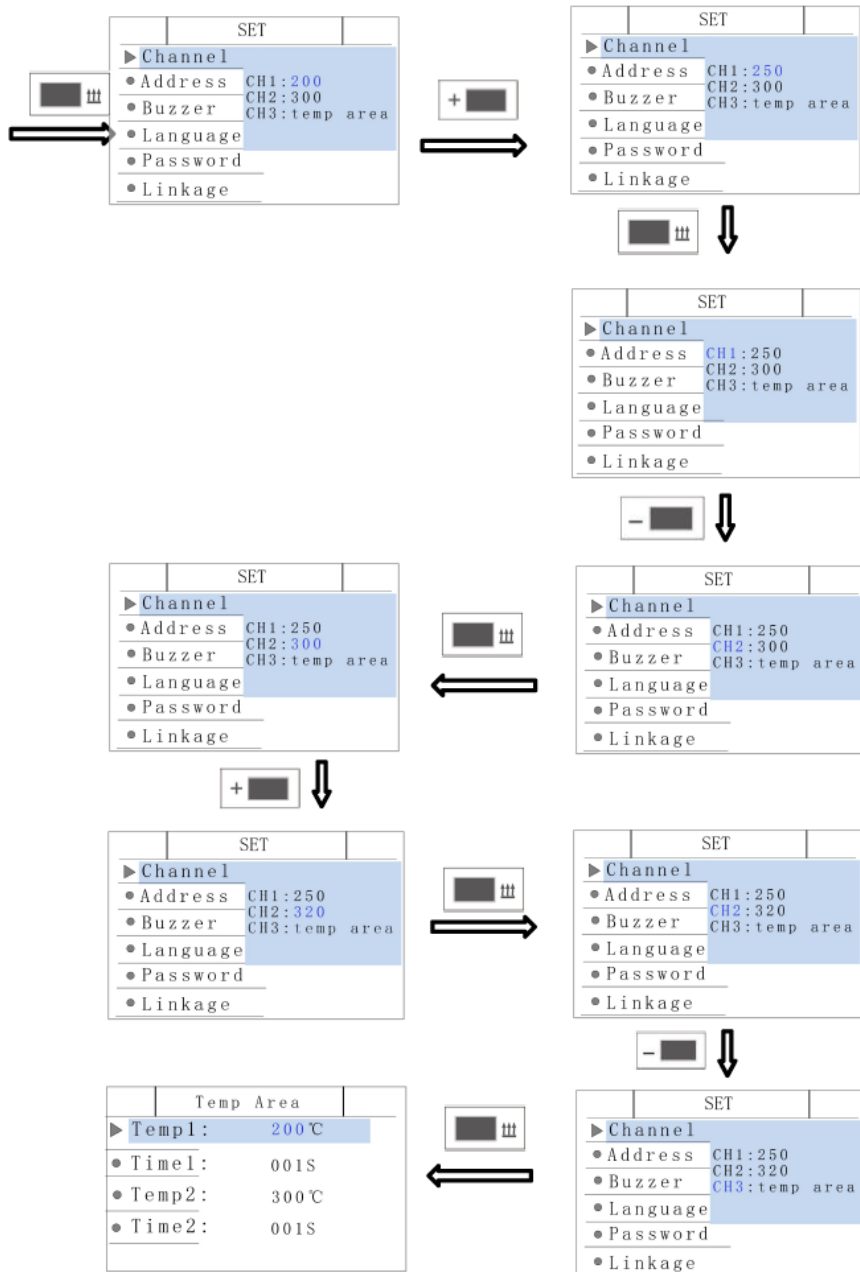 SET
Channel
Address CH1:200
CH2:300
Buzzer CH3:temp area
Language
Password
Linkage
+
SET
Channel
Address CH1:250
CH2:300
Buzzer CH3:temp area
Language
Password
Linkage
SET
Channel
Address CH1:250
CH2:300
Buzzer CH3:temp area
Language
Password
Linkage
−
SET
Channel
Address CH1:250
CH2:300
Buzzer CH3:temp area
Language
Password
Linkage
SET
Channel
Address CH1:250
CH2:300
Buzzer CH3:temp area
Language
Password
Linkage
+
SET
Channel
Address CH1:250
CH2:320
Buzzer CH3:temp area
Language
Password
Linkage
SET
Channel
Address CH1:250
CH2:320
Buzzer CH3:temp area
Language
Password
Linkage
−
SET
Channel
Address CH1:250
CH2:320
Buzzer CH3:temp area
Language
Password
Linkage
Temp Area
Temp1: 200℃
Time1: 001S
Temp2: 300℃
Time2: 001S